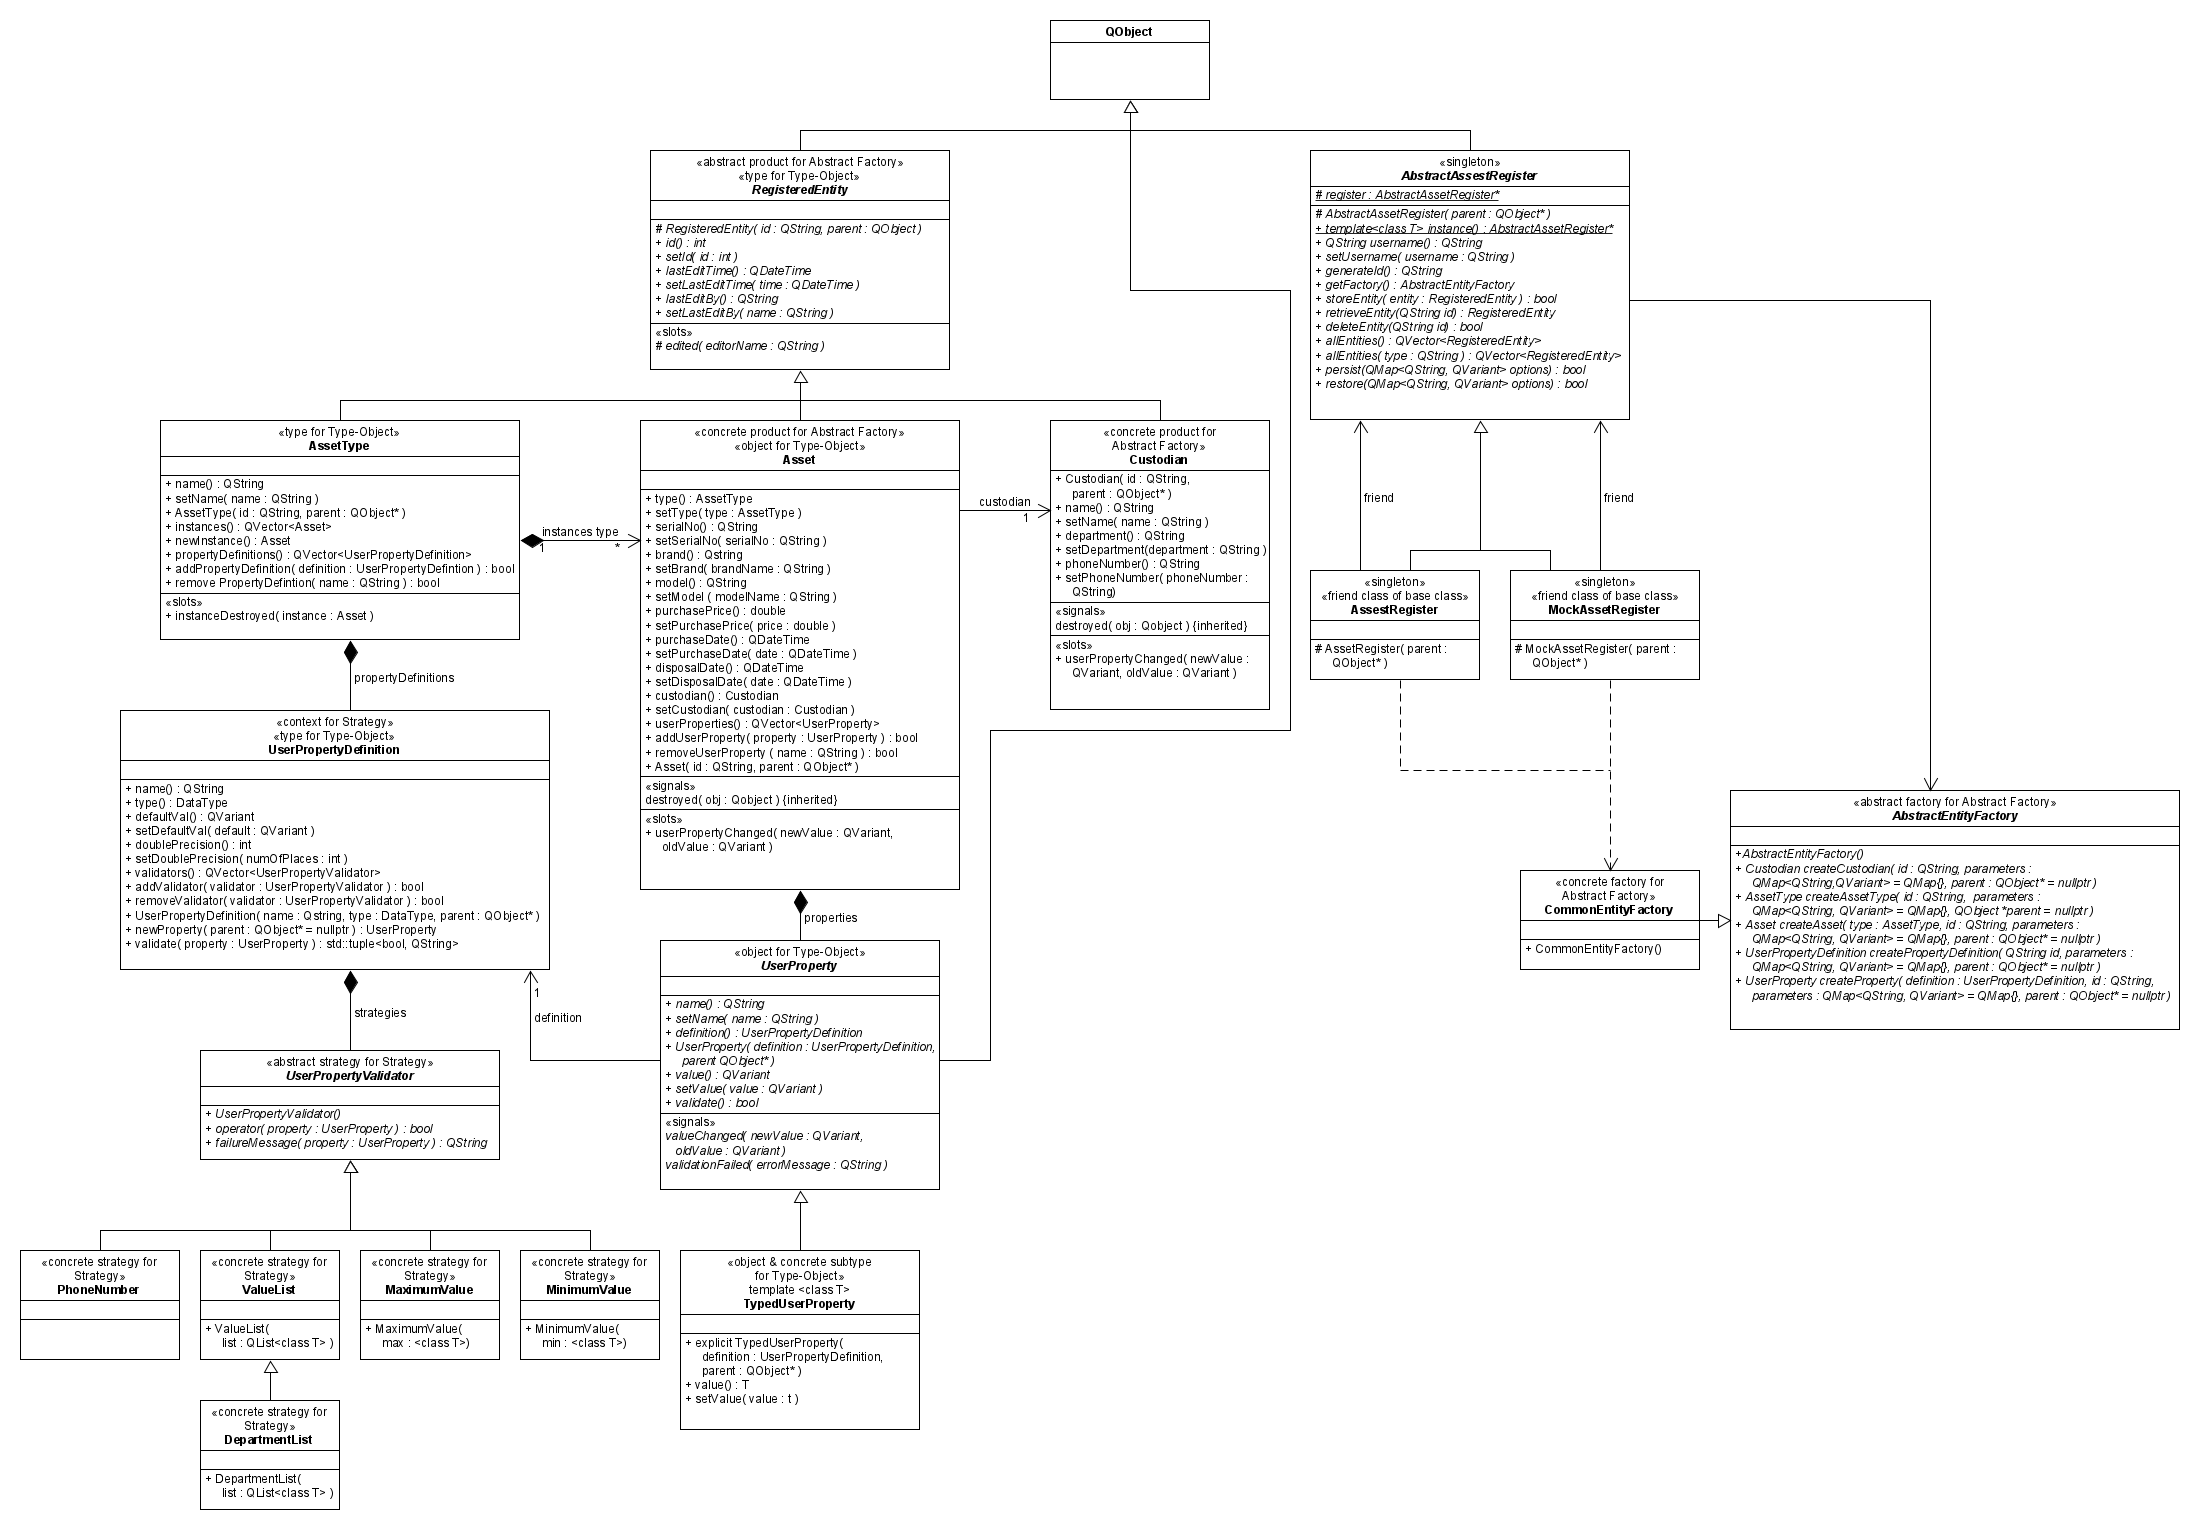 QObject
«abstract product for Abstract Factory»
«type for Type-Object»
RegisteredEntity
# RegisteredEntity( id : QString, parent : QObject )
+ id() : int
+ setId( id : int )
+ lastEditTime() : QDateTime
+ setLastEditTime( time : QDateTime )
+ lastEditBy() : QString
+ setLastEditBy( name : QString )
«slots»
# edited( editorName : QString )
«singleton»
AbstractAssestRegister
# register : AbstractAssetRegister*
# AbstractAssetRegister( parent : QObject* )
+ template<class T> instance() : AbstractAssetRegister*
+ QString username() : QString
+ setUsername( username : QString )
+ generateId() : QString
+ getFactory() : AbstractEntityFactory
+ storeEntity( entity : RegisteredEntity ) : bool
+ retrieveEntity(QString id) : RegisteredEntity
+ deleteEntity(QString id) : bool
+ allEntities() : QVector<RegisteredEntity>
+ allEntities( type : QString ) : QVector<RegisteredEntity>
+ persist(QMap<QString, QVariant> options) : bool
+ restore(QMap<QString, QVariant> options) : bool
«type for Type-Object»
AssetType
+ name() : QString
+ setName( name : QString )
+ AssetType( id : QString, parent : QObject* )
+ instances() : QVector<Asset>
+ newInstance() : Asset
+ propertyDefinitions() : QVector<UserPropertyDefinition>
+ addPropertyDefinition( definition : UserPropertyDefintion ) : bool
+ remove PropertyDefintion( name : QString ) : bool
«slots»
+ instanceDestroyed( instance : Asset )
instances type
1
*
«concrete product for Abstract Factory»
«object for Type-Object»
Asset
+ type() : AssetType
+ setType( type : AssetType )
+ serialNo() : QString
+ setSerialNo( serialNo : QString )
+ brand() : Qstring
+ setBrand( brandName : QString )
+ model() : QString
+ setModel ( modelName : QString )
+ purchasePrice() : double
+ setPurchasePrice( price : double )
+ purchaseDate() : QDateTime
+ setPurchaseDate( date : QDateTime )
+ disposalDate() : QDateTime
+ setDisposalDate( date : QDateTime )
+ custodian() : Custodian
+ setCustodian( custodian : Custodian )
+ userProperties() : QVector<UserProperty>
+ addUserProperty( property : UserProperty ) : bool
+ removeUserProperty ( name : QString ) : bool
+ Asset( id : QString, parent : QObject* )
«signals»
destroyed( obj : Qobject ) {inherited}
«slots»
+ userPropertyChanged( newValue : QVariant,
oldValue : QVariant )
custodian
1
«concrete product for
Abstract Factory»
Custodian
+ Custodian( id : QString,
parent : QObject* )
+ name() : QString
+ setName( name : QString )
+ department() : QString
+ setDepartment(department : QString )
+ phoneNumber() : QString
+ setPhoneNumber( phoneNumber :
QString)
«signals»
destroyed( obj : Qobject ) {inherited}
«slots»
+ userPropertyChanged( newValue :
QVariant, oldValue : QVariant )
friend
friend
«singleton»
«friend class of base class»
AssestRegister
# AssetRegister( parent :
QObject* )
«singleton»
«friend class of base class»
MockAssetRegister
# MockAssetRegister( parent :
QObject* )
propertyDefinitions
«context for Strategy»
«type for Type-Object»
UserPropertyDefinition
+ name() : QString
+ type() : DataType
+ defaultVal() : QVariant
+ setDefaultVal( default : QVariant )
+ doublePrecision() : int
+ setDoublePrecision( numOfPlaces : int )
+ validators() : QVector<UserPropertyValidator>
+ addValidator( validator : UserPropertyValidator ) : bool
+ removeValidator( validator : UserPropertyValidator ) : bool
+ UserPropertyDefinition( name : Qstring, type : DataType, parent : QObject* )
+ newProperty( parent : QObject* = nullptr ) : UserProperty
+ validate( property : UserProperty ) : std::tuple<bool, QString>
«abstract factory for Abstract Factory»
AbstractEntityFactory
+AbstractEntityFactory()
+ Custodian createCustodian( id : QString, parameters :
QMap<QString,QVariant> = QMap{}, parent : QObject* = nullptr )
+ AssetType createAssetType( id : QString,  parameters :
QMap<QString, QVariant> = QMap{}, QObject *parent = nullptr )
+ Asset createAsset( type : AssetType, id : QString, parameters :
QMap<QString, QVariant> = QMap{}, parent : QObject* = nullptr )
+ UserPropertyDefinition createPropertyDefinition( QString id, parameters :
QMap<QString, QVariant> = QMap{}, parent : QObject* = nullptr )
+ UserProperty createProperty( definition : UserPropertyDefinition, id : QString,
parameters : QMap<QString, QVariant> = QMap{}, parent : QObject* = nullptr )
«concrete factory for
Abstract Factory»
CommonEntityFactory
+ CommonEntityFactory()
properties
«object for Type-Object»
UserProperty
+ name() : QString
+ setName( name : QString )
+ definition() : UserPropertyDefinition
+ UserProperty( definition : UserPropertyDefinition,
parent QObject* )
+ value() : QVariant
+ setValue( value : QVariant )
+ validate() : bool
«signals»
valueChanged( newValue : QVariant,
oldValue : QVariant )
validationFailed( errorMessage : QString )
1
definition
strategies
«abstract strategy for Strategy»
UserPropertyValidator
+ UserPropertyValidator()
+ operator( property : UserProperty ) : bool
+ failureMessage( property : UserProperty ) : QString
«concrete strategy for
Strategy»
PhoneNumber
«concrete strategy for
Strategy»
ValueList
+ ValueList(
list : QList<class T> )
«concrete strategy for
Strategy»
MaximumValue
+ MaximumValue(
max : <class T>)
«concrete strategy for
Strategy»
MinimumValue
+ MinimumValue(
min : <class T>)
«object & concrete subtype
for Type-Object»
template <class T>
TypedUserProperty
+ explicit TypedUserProperty(
definition : UserPropertyDefinition,
parent : QObject* )
+ value() : T
+ setValue( value : t )
«concrete strategy for
Strategy»
DepartmentList
+ DepartmentList(
list : QList<class T> )